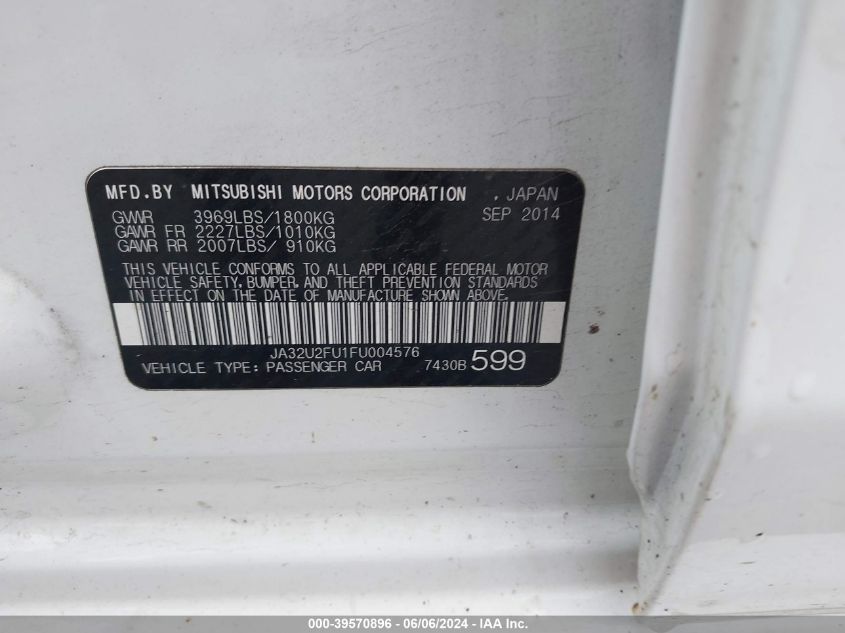 MFD.BY MITSUBISHI MOTORS CORPORATION , JAPAN
GVWR 3969LBS/1800KG SEP 2014
GAWR FR 2227LBS/1010KG
GAWR RR 2007LBS/ 910KG
THIS VEHICLE CONFORMS TO ALL APPLICABLE FEDERAL MOTOR
VEHICLE SAFETY, BUMPER, AND THEFT PREVENTION STANDARDS
IN EFFECT ON THE DATE OF MANUFACTURE SHOWN ABOVE.
JA32U2FU1FU004576
VEHICLE TYPE: PASSENGER CAR 7430B 599
000-39570896 - 06/06/2024 - IAA Inc.